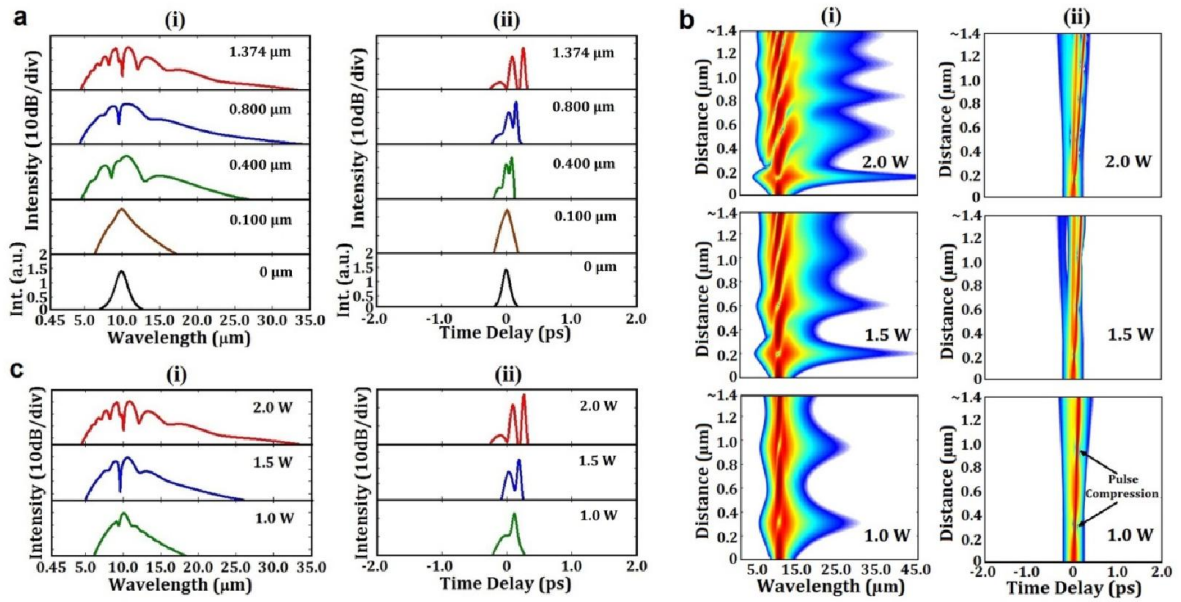 a
(i)
(ii)
Intensity (10dB/div)
Int. (a.u.)
1.374 μm
0.800 μm
0.400 μm
0.100 μm
0 μm
2
1.5
1
0.5
0
0.45 5.0 10.0 15.0 20.0 25.0 30.0 35.0
Wavelength (μm)
Intensity (10dB/div)
Int. (a.u.)
1.374 μm
0.800 μm
0.400 μm
0.100 μm
0 μm
2
1.5
1
0.5
0
-2.0 -1.0 0 1.0 2.0
Time Delay (ps)
b
(i)
(ii)
Distance (μm)
~1.4
1.2
1.0
0.8
0.6
0.4
0.2
0
2.0 W
Distance (μm)
~1.4
1.2
1.0
0.8
0.6
0.4
0.2
0
2.0 W
Distance (μm)
~1.4
1.2
1.0
0.8
0.6
0.4
0.2
0
1.5 W
Distance (μm)
~1.4
1.2
1.0
0.8
0.6
0.4
0.2
0
1.5 W
Distance (μm)
~1.4
1.2
1.0
0.8
0.6
0.4
0.2
0
1.0 W
5.0 15.0 25.0 35.0 45.0
Wavelength (μm)
Distance (μm)
~1.4
1.2
1.0
0.8
0.6
0.4
0.2
0
Pulse
Compression
1.0 W
-2.0 -1.0 0 1.0 2.0
Time Delay (ps)
c
(i)
(ii)
Intensity (10dB/div)
2.0 W
1.5 W
1.0 W
0.45 5.0 10.0 15.0 20.0 25.0 30.0 35.0
Wavelength (μm)
Intensity (10dB/div)
2.0 W
1.5 W
1.0 W
-2.0 -1.0 0 1.0 2.0
Time Delay (ps)